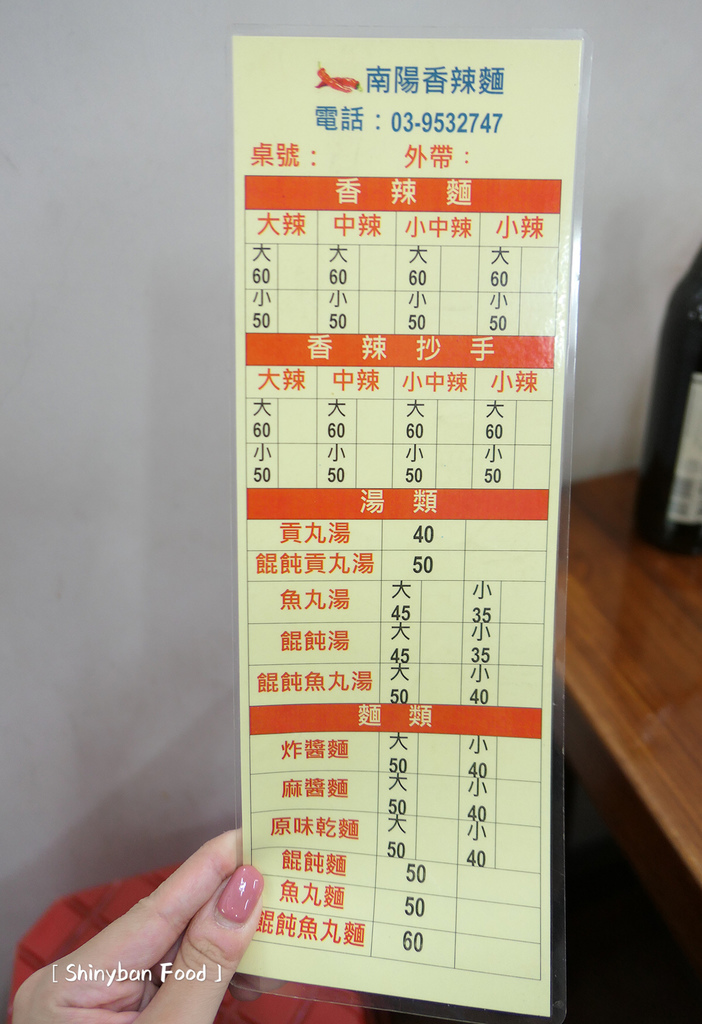 南陽香辣麵
電話：03-9532747
桌號： 外帶：
香辣麵
大辣 中辣 小中辣 小辣
大 大 大 大
60 60 60 60
小 小 小 小
50 50 50 50
香辣抄手
大辣 中辣 小中辣 小辣
大 大 大 大
60 60 60 60
小 小 小 小
50 50 50 50
湯類
貢丸湯 40
餛飩貢丸湯 50
魚丸湯 大 45 小 35
餛飩湯 大 45 小 35
餛飩魚丸湯 大 50 小 40
麵類
炸醬麵 大 50 小 40
麻醬麵 大 50 小 40
原味乾麵 大 50 小 40
餛飩麵 50
魚丸麵 50
餛飩魚丸麵 60
[ Shinyban Food ]